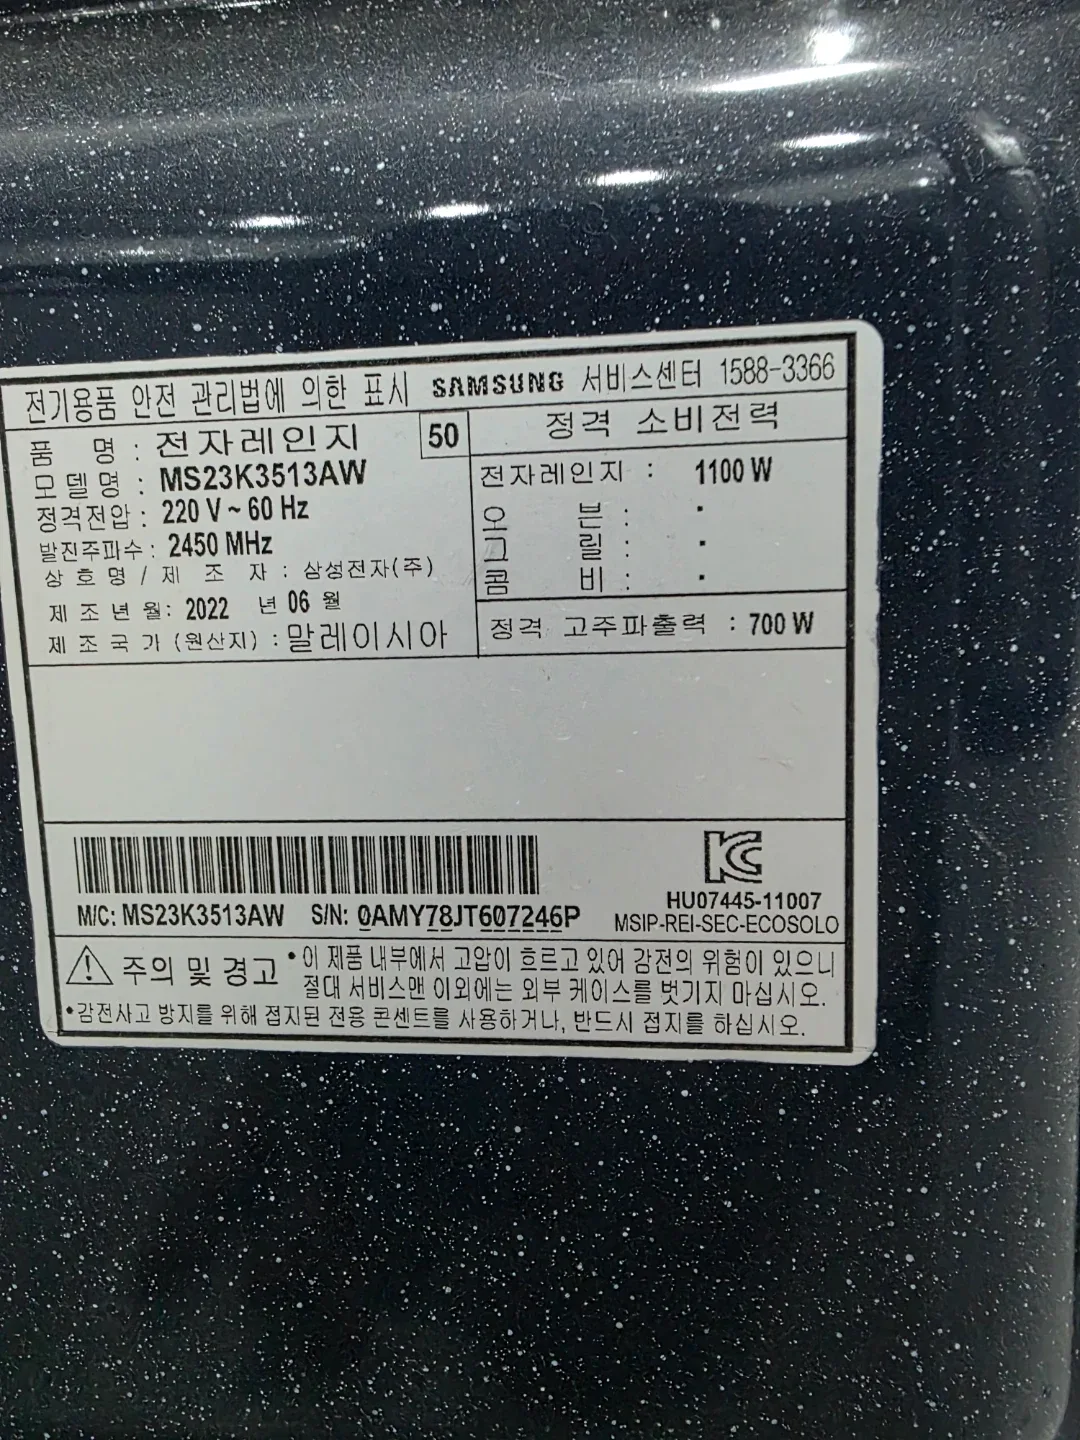 전기용품 안전 관리법에 의한 표시 SAMSUNG 서비스센터 1588-3366
품 명 : 전자레인지 50
모델명 : MS23K3513AW
정격전압 : 220 V ~ 60 Hz
발진주파수 : 2450 MHz
상호명 / 제조자 : 삼성전자(주)
제조년월 : 2022 년 06 월
제조국가 (원산지) : 말레이시아
정격 소비전력
전자레인지 : 1100 W
오 븐 : ·
그 릴 : ·
콤 비 : ·
정격 고주파출력 : 700 W
KC
M/C: MS23K3513AW S/N: 0AMY78JT607246P
HU07445-11007
MSIP-REI-SEC-ECOSOLO
주의 및 경고
• 이 제품 내부에서 고압이 흐르고 있어 감전의 위험이 있으니
절대 서비스맨 이외에는 외부 케이스를 벗기지 마십시오.
• 감전사고 방지를 위해 접지된 전용 콘센트를 사용하거나, 반드시 접지를 하십시오.